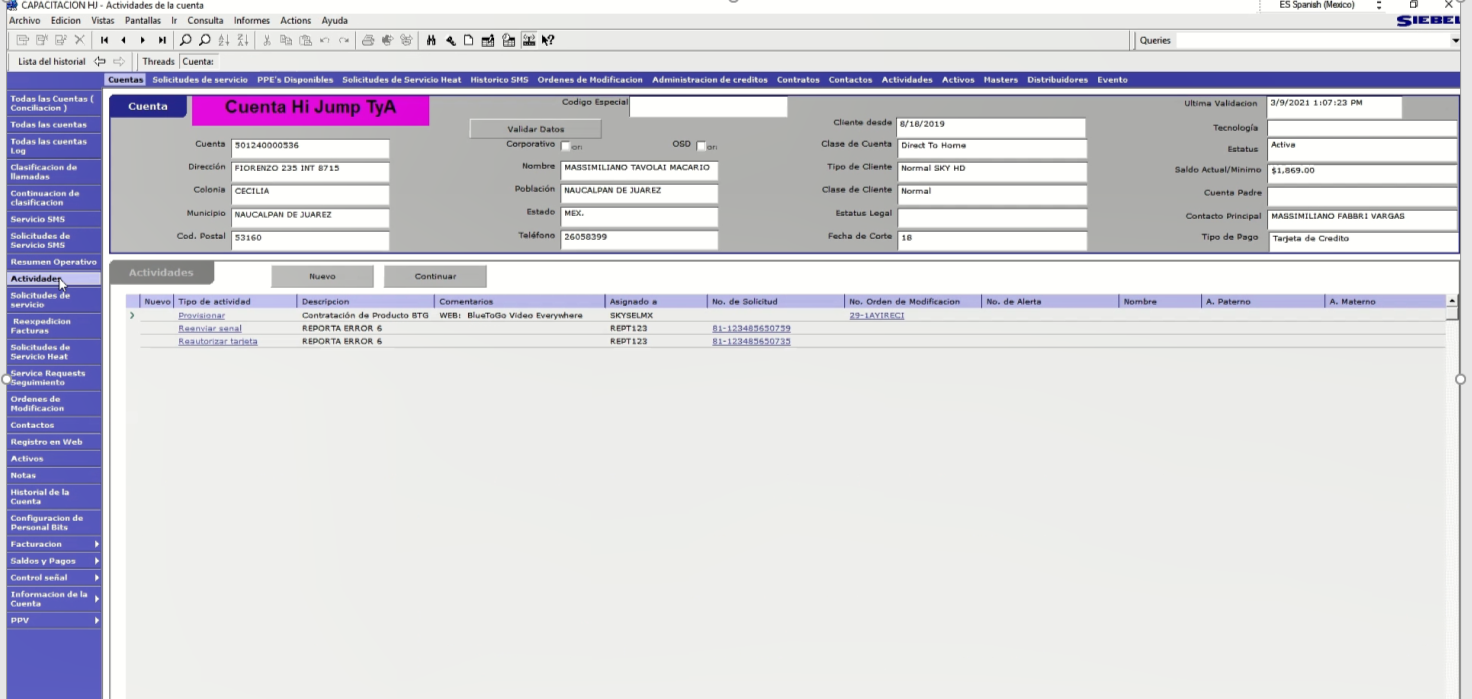 CAPACITACION HJ - Actividades de la cuenta
ES Spanish (Mexico)
Archivo Edicion Vistas Pantallas Ir Consulta Informes Actions Ayuda
SIEBEL
Queries
Lista del historial Threads Cuenta:
Cuentas Solicitudes de servicio PPE's Disponibles Solicitudes de Servicio Heat Historico SMS Ordenes de Modificacion Administracion de creditos Contratos Contactos Actividades Activos Masters Distribuidores Evento
Todas las Cuentas (
Conciliacion )
Todas las cuentas
Todas las cuentas
Log
Clasificacion de
llamadas
Continuacion de
clasificacion
Servicio SMS
Solicitudes de
Servicio SMS
Resumen Operativo
Actividades
Solicitudes de
servicio
Reexpedicion
Facturas
Solicitudes de
Servicio Heat
Service Requests
Seguimiento
Ordenes de
Modificacion
Contactos
Registro en Web
Activos
Notas
Historial de la
Cuenta
Configuracion de
Personal Bits
Facturacion
Saldos y Pagos
Control señal
Informacion de la
Cuenta
PPV
Cuenta
Cuenta Hi Jump TyA
Cuenta 501240000536
Dirección FIORENZO 235 INT 8715
Colonia CECILIA
Municipio NAUCALPAN DE JUAREZ
Cod. Postal 53160
Codigo Especial
Validar Datos
Corporativo on OSD on
Nombre MASSIMILIANO TAVOLAI MACARIO
Población NAUCALPAN DE JUAREZ
Estado MEX.
Teléfono 26058399
Cliente desde 8/18/2019
Clase de Cuenta Direct To Home
Tipo de Cliente Normal SKY HD
Clase de Cliente Normal
Estatus Legal
Fecha de Corte 18
Ultima Validacion 3/9/2021 1:07:23 PM
Tecnología
Estatus Activa
Saldo Actual/Minimo $1,869.00
Cuenta Padre
Contacto Principal MASSIMILIANO FABBRI VARGAS
Tipo de Pago Tarjeta de Credito
Actividades Nuevo Continuar
Nuevo Tipo de actividad Descripcion Comentarios Asignado a No. de Solicitud No. Orden de Modificacion No. de Alerta Nombre A. Paterno A. Materno
Provisionar Contratación de Producto BTG WEB: BlueToGo Video Everywhere SKYSELMX 29-1AYIRECI
Reenviar senal REPORTA ERROR 6 REPT123 81-123485650759
Reautorizar tarjeta REPORTA ERROR 6 REPT123 81-123485650735